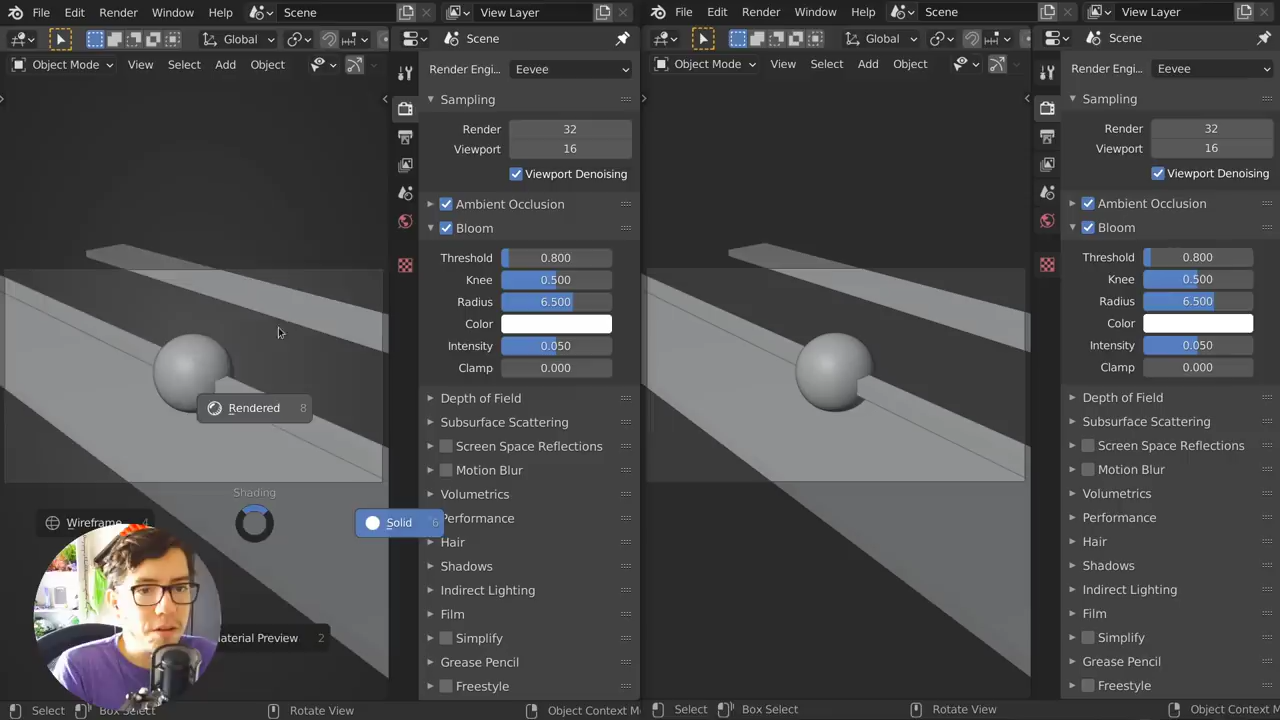 File Edit Render Window Help Scene View Layer
Global
Object Mode View Select Add Object
Scene
Render Engi... Eevee
Sampling
Render 32
Viewport 16
Viewport Denoising
Ambient Occlusion
Bloom
Threshold 0.800
Knee 0.500
Radius 6.500
Color
Intensity 0.050
Clamp 0.000
Depth of Field
Subsurface Scattering
Screen Space Reflections
Motion Blur
Volumetrics
Performance
Hair
Shadows
Indirect Lighting
Film
Simplify
Grease Pencil
Freestyle
Rendered 8
Shading
Wireframe 4
Solid 6
aterial Preview 2
Select Box Select Rotate View Object Context M
File Edit Render Window Help Scene View Layer
Global
Object Mode View Select Add Object
Scene
Render Engi... Eevee
Sampling
Render 32
Viewport 16
Viewport Denoising
Ambient Occlusion
Bloom
Threshold 0.800
Knee 0.500
Radius 6.500
Color
Intensity 0.050
Clamp 0.000
Depth of Field
Subsurface Scattering
Screen Space Reflections
Motion Blur
Volumetrics
Performance
Hair
Shadows
Indirect Lighting
Film
Simplify
Grease Pencil
Freestyle
Select Box Select Rotate View Object Context M